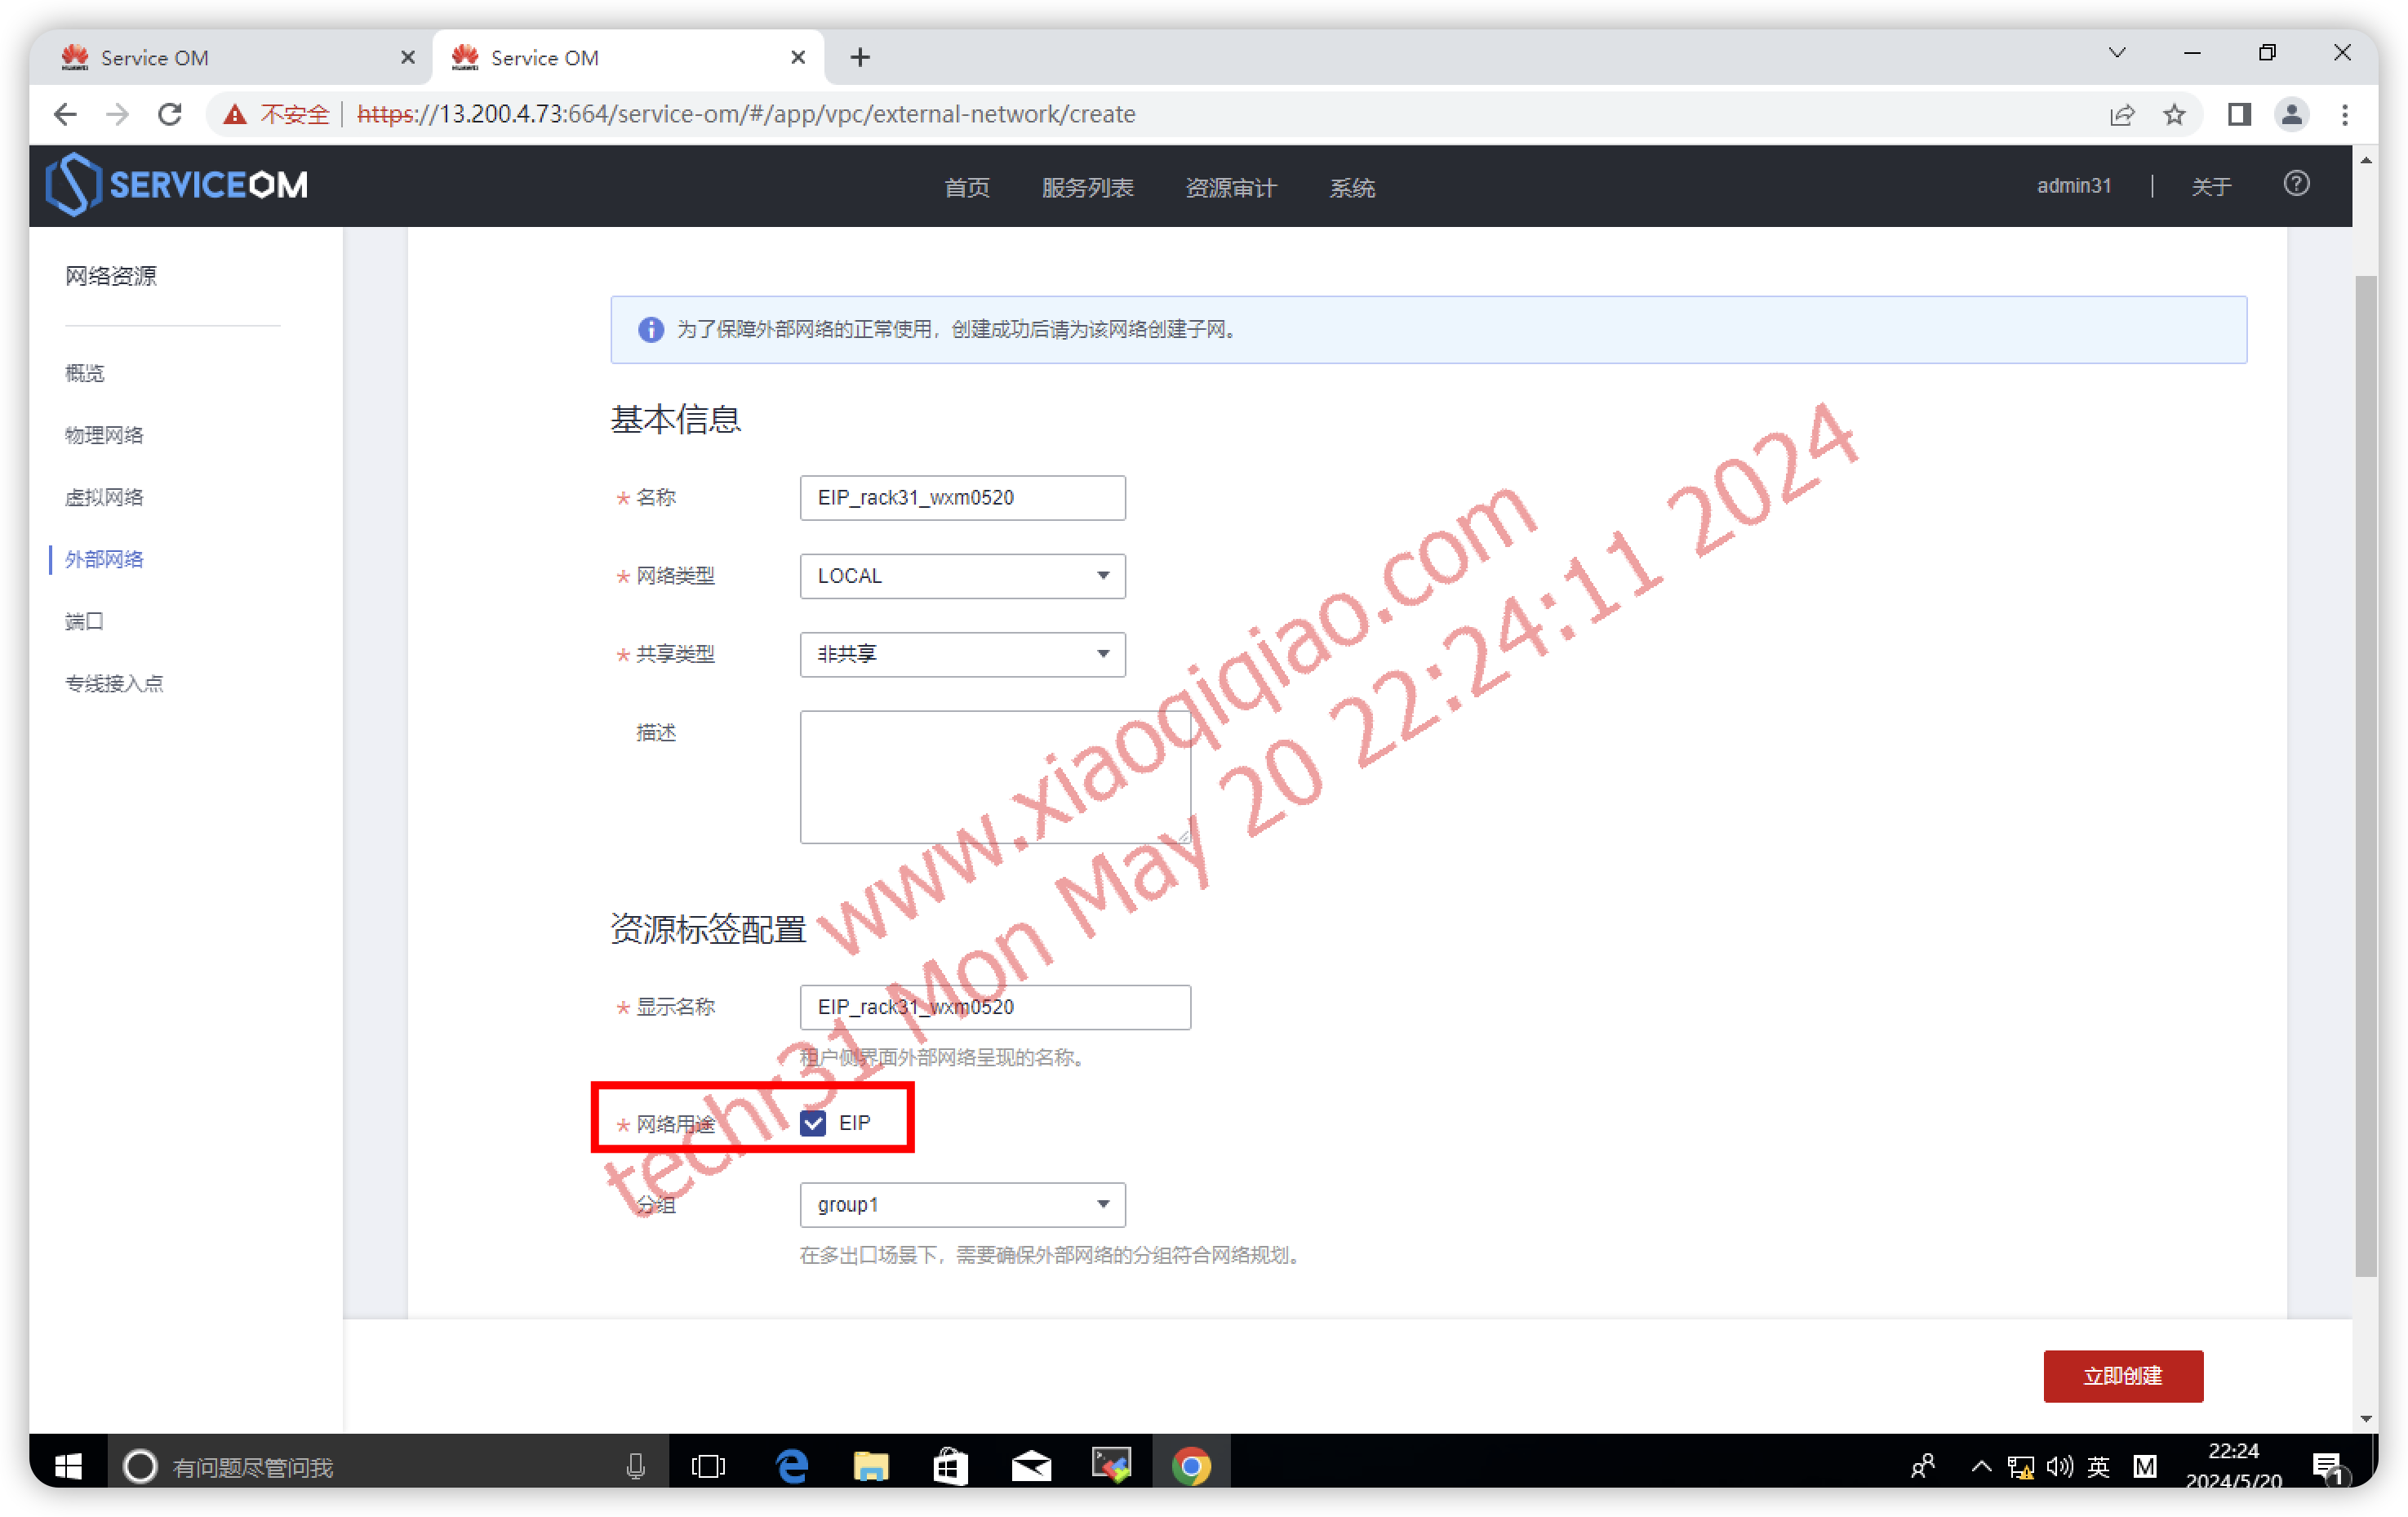 Service OM
Service OM
不安全 | https://13.200.4.73:664/service-om/#/app/vpc/external-network/create
SERVICEOM
首页 服务列表 资源审计 系统
admin31 | 关于
网络资源
概览
物理网络
虚拟网络
外部网络
端口
专线接入点
为了保障外部网络的正常使用，创建成功后请为该网络创建子网。
基本信息
* 名称 EIP_rack31_wxm0520
* 网络类型 LOCAL
* 共享类型 非共享
描述
资源标签配置
* 显示名称 EIP_rack31_wxm0520
租户侧界面外部网络呈现的名称。
* 网络用途 EIP
分组 group1
在多出口场景下，需要确保外部网络的分组符合网络规划。
立即创建
www.xiaoqiqiao.com
techr31 Mon May 20 22:24:11 2024
有问题尽管问我
英 M
22:24
2024/5/20
1